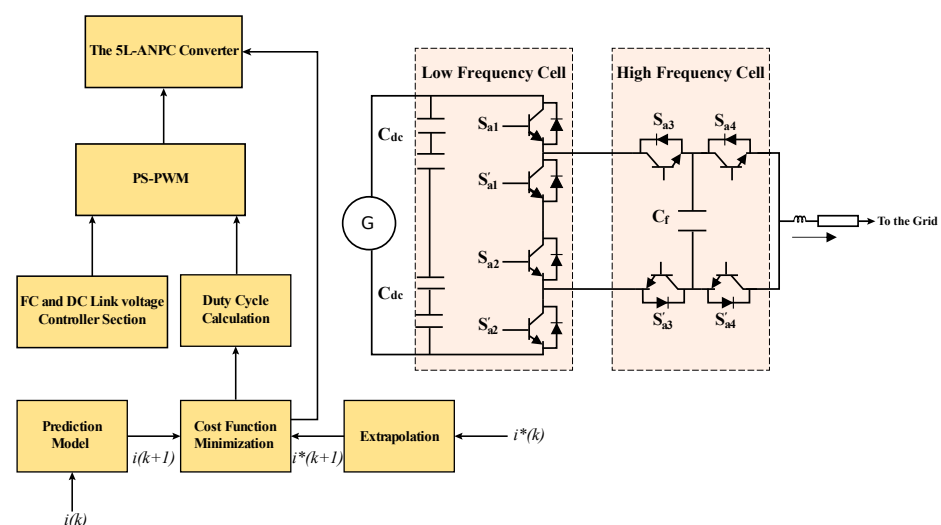 The 5L-ANPC Converter
PS-PWM
FC and DC Link voltage
Controller Section
Duty Cycle
Calculation
Prediction
Model
i(k+1)
Cost Function
Minimization
i*(k+1)
Extrapolation
i*(k)
i(k)
Low Frequency Cell
High Frequency Cell
Cdc
Sa1
S'a1
G
Cdc
Sa2
S'a2
Sa3
Sa4
Cf
S'a3
S'a4
To the Grid